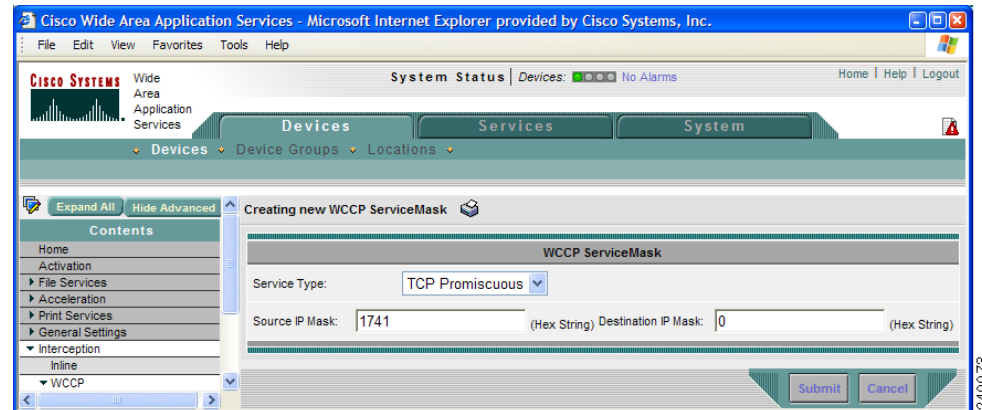 Cisco Wide Area Application Services - Microsoft Internet Explorer provided by Cisco Systems, Inc.
File Edit View Favorites Tools Help
CISCO SYSTEMS
Wide
Area
Application
Services
System Status Devices: No Alarms
Home Help Logout
Devices Services System
Devices Device Groups Locations
Expand All Hide Advanced
Creating new WCCP ServiceMask
Contents
Home
Activation
File Services
Acceleration
Print Services
General Settings
Interception
Inline
WCCP
WCCP ServiceMask
Service Type: TCP Promiscuous
Source IP Mask: 1741 (Hex String) Destination IP Mask: 0 (Hex String)
Submit Cancel